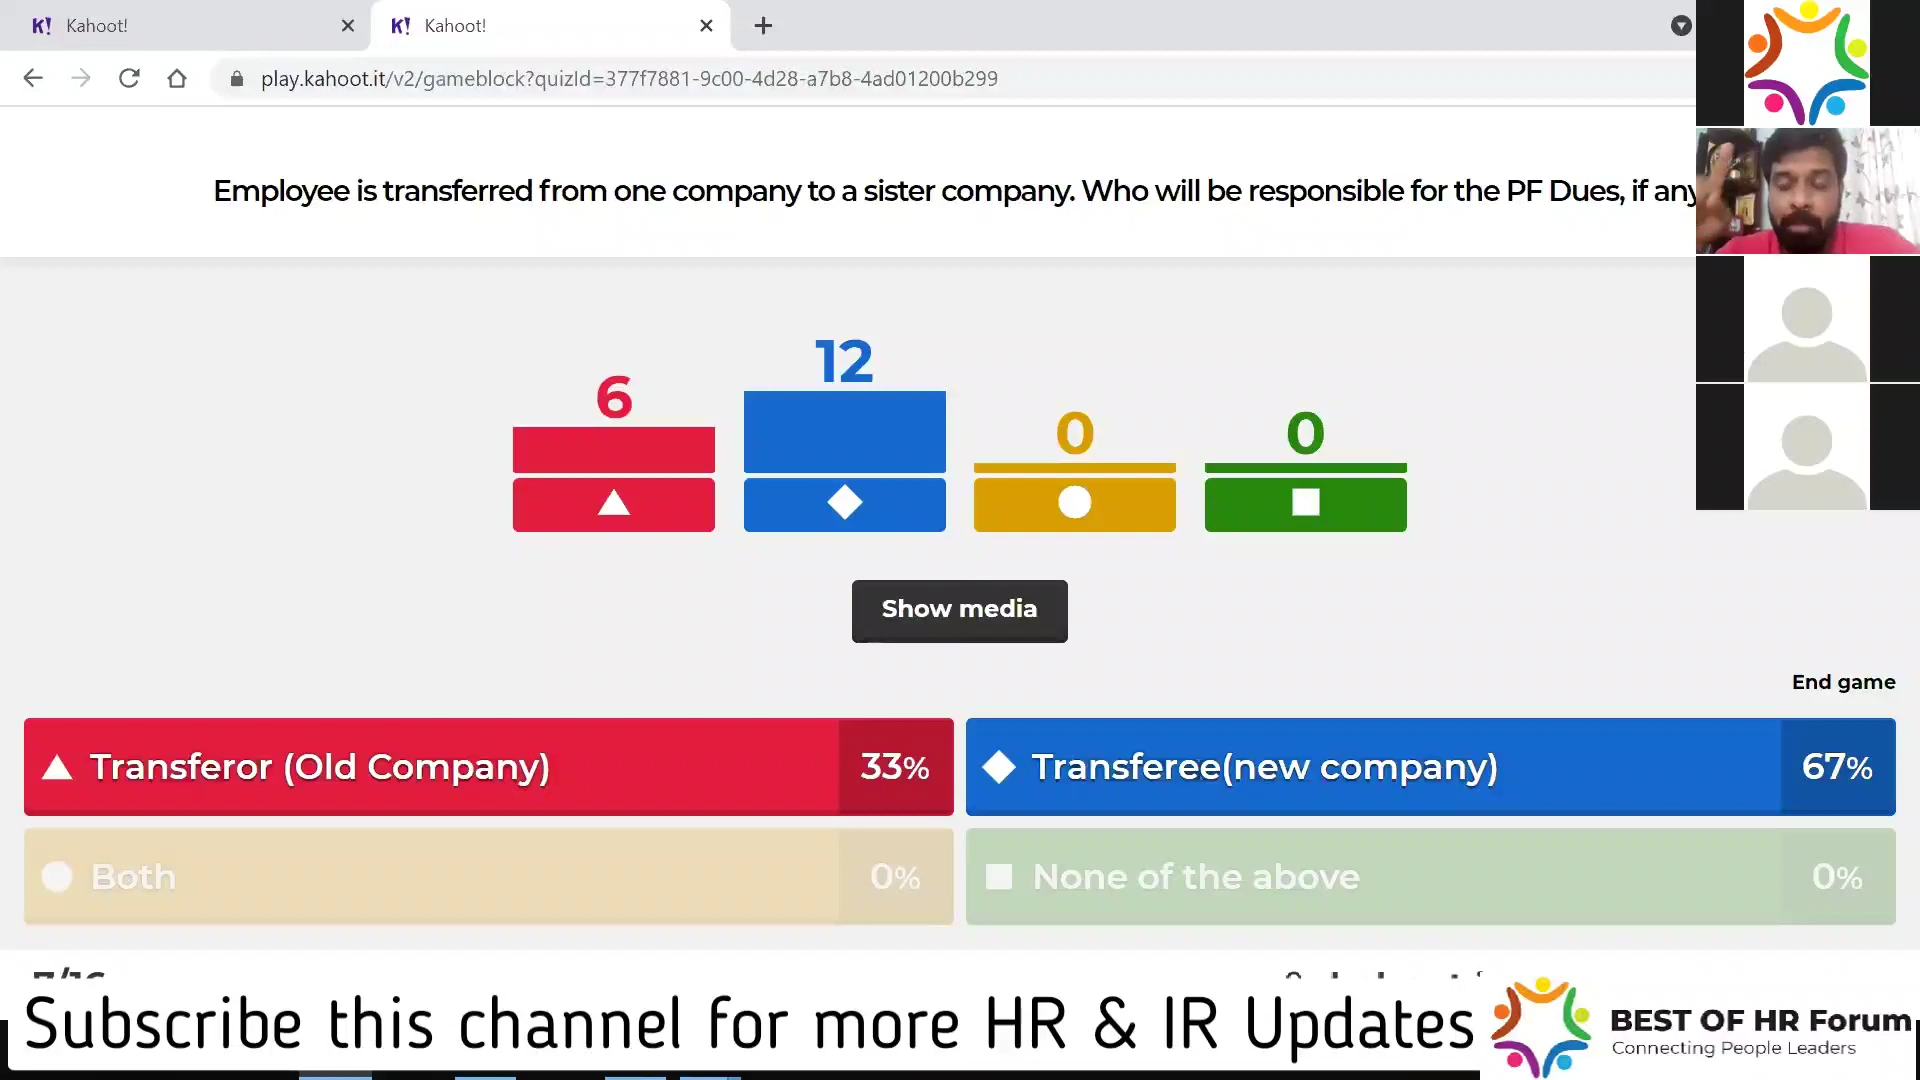 Kahoot!
Kahoot!
play.kahoot.it/v2/gameblock?quizId=377f7881-9c00-4d28-a7b8-4ad01200b299
Employee is transferred from one company to a sister company. Who will be responsible for the PF Dues, if any
6
12
0
0
Show media
End game
Transferor (Old Company)
33%
Transferee(new company)
67%
Both
0%
None of the above
0%
Subscribe this channel for more HR & IR Updates
BEST OF HR Forum
Connecting People Leaders